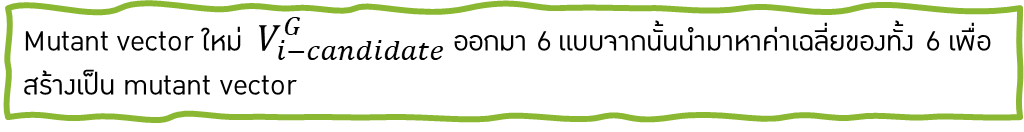 Mutant vector ใหม่ $V_{i-candidate}^{G}$ ออกมา 6 แบบจากนั้นนำมาหาค่าเฉลี่ยของทั้ง 6 เพื่อ
สร้างเป็น mutant vector